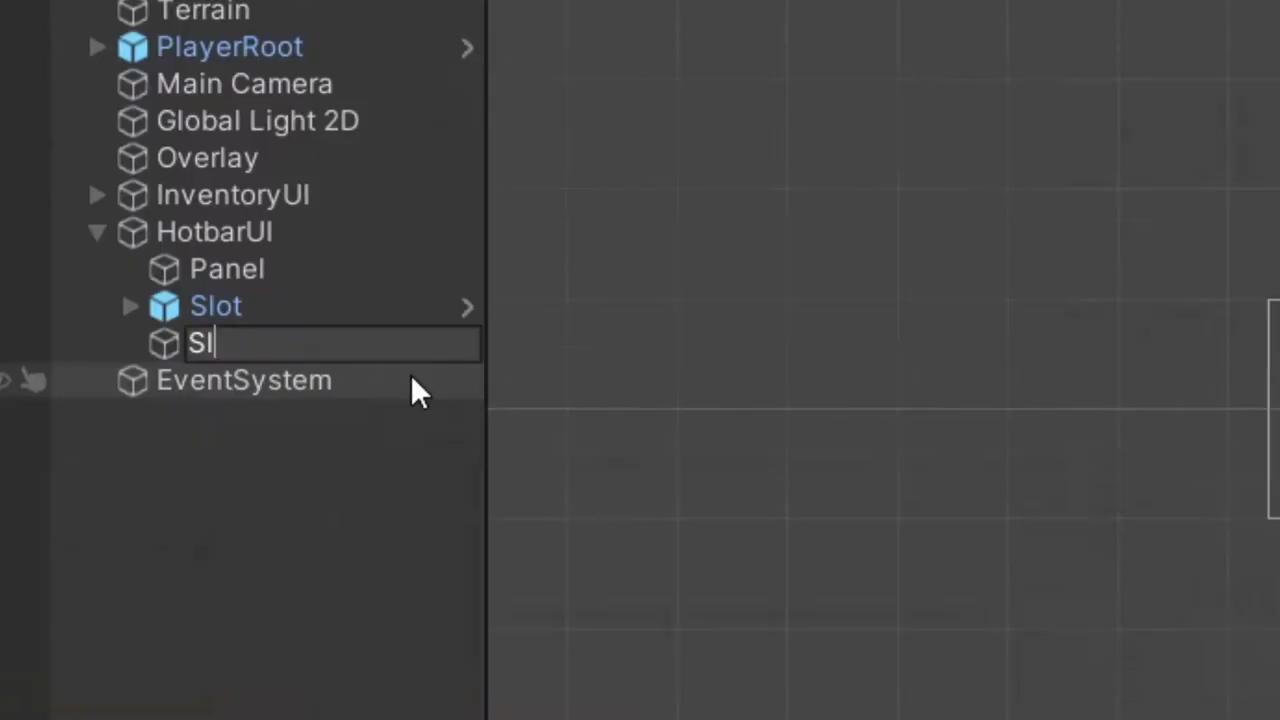 Terrain
PlayerRoot
Main Camera
Global Light 2D
Overlay
InventoryUI
HotbarUI
Panel
Slot
Sl
EventSystem